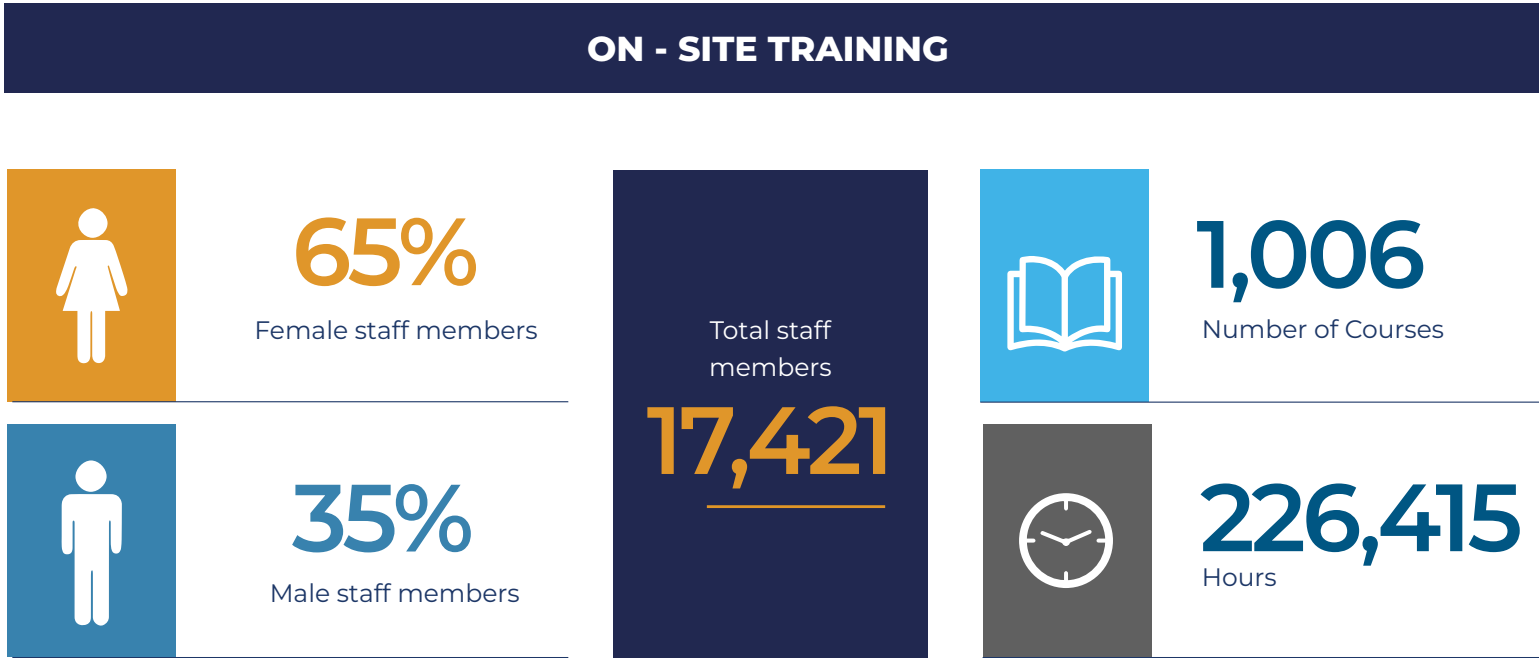 ON - SITE TRAINING
65%
Female staff members
35%
Male staff members
Total staff
members
17,421
1,006
Number of Courses
226,415
Hours